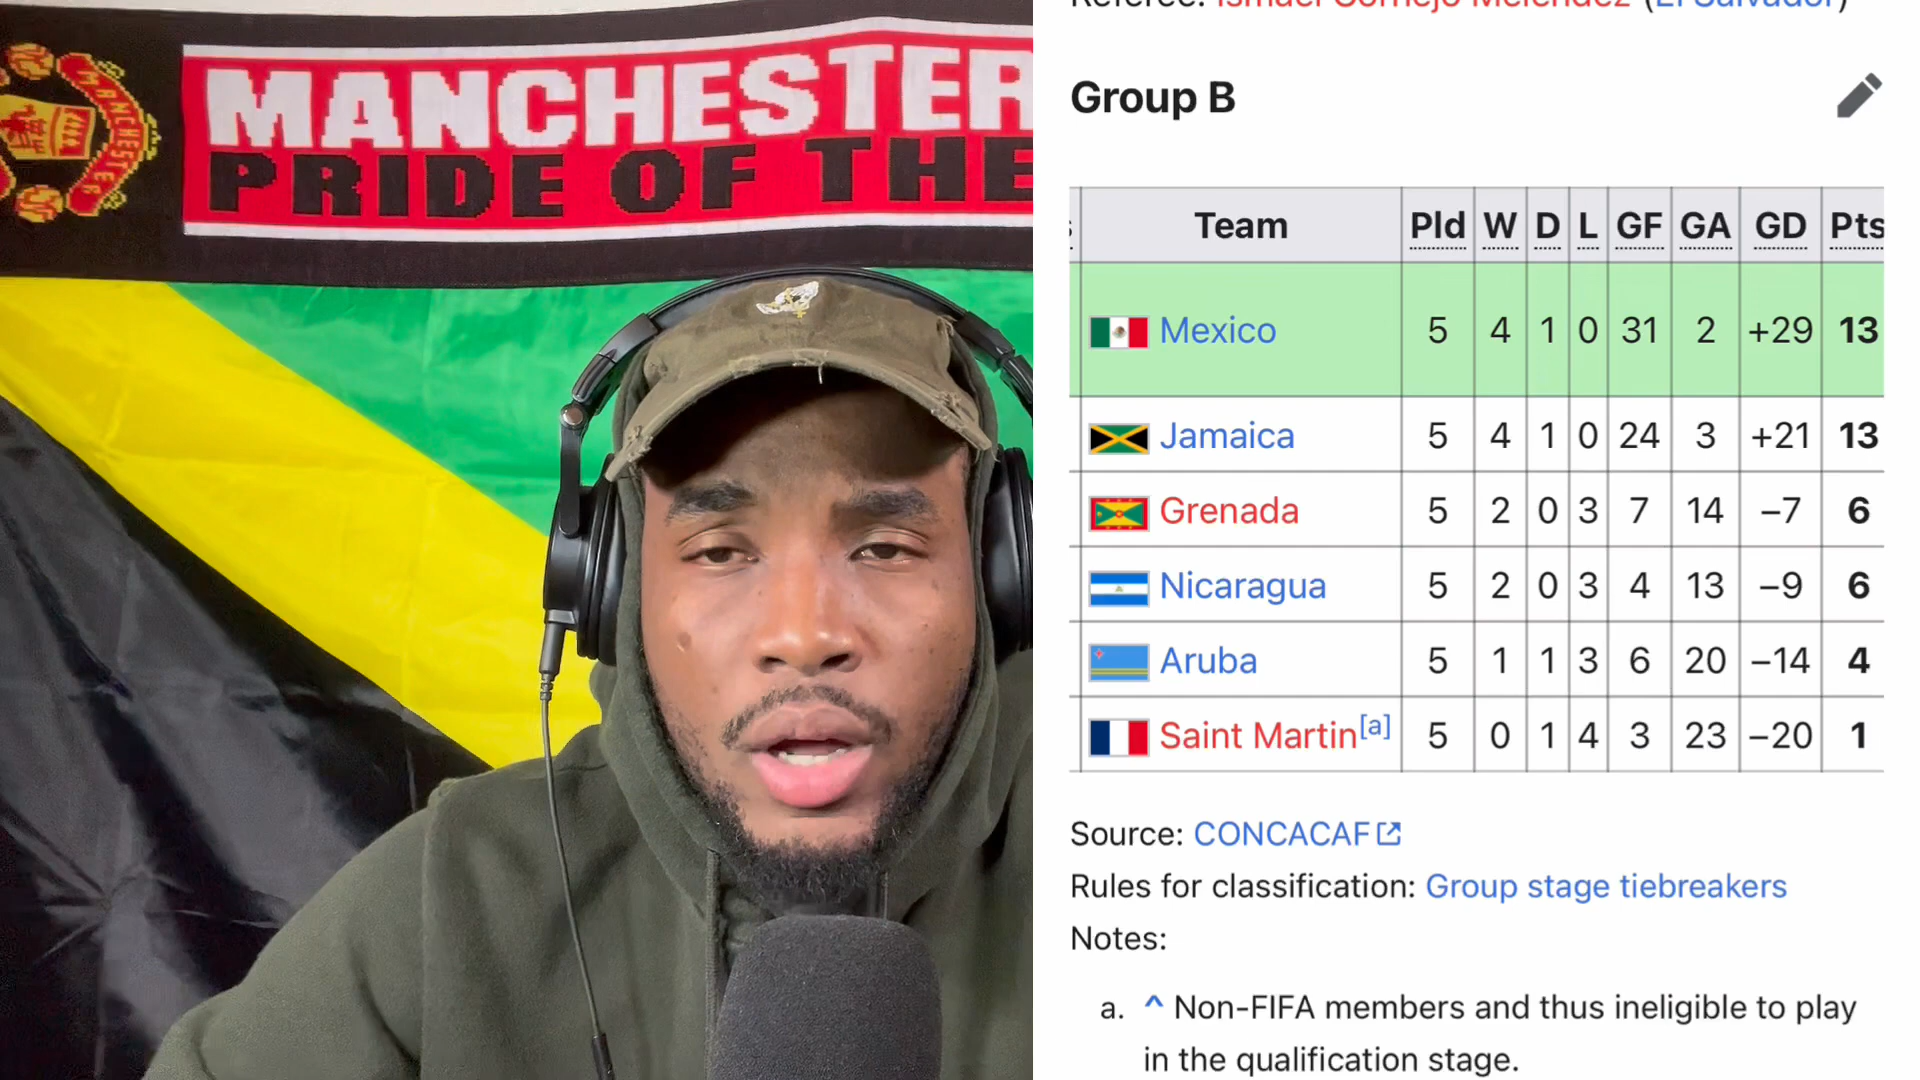 MANCHESTER
PRIDE OF THE
MANCHESTER
Group B
Team Pld W D L GF GA GD Pts
Mexico 5 4 1 0 31 2 +29 13
Jamaica 5 4 1 0 24 3 +21 13
Grenada 5 2 0 3 7 14 −7 6
Nicaragua 5 2 0 3 4 13 −9 6
Aruba 5 1 1 3 6 20 −14 4
Saint Martin[a] 5 0 1 4 3 23 −20 1
Source: CONCACAF
Rules for classification: Group stage tiebreakers
Notes:
a. ^ Non-FIFA members and thus ineligible to play
in the qualification stage.